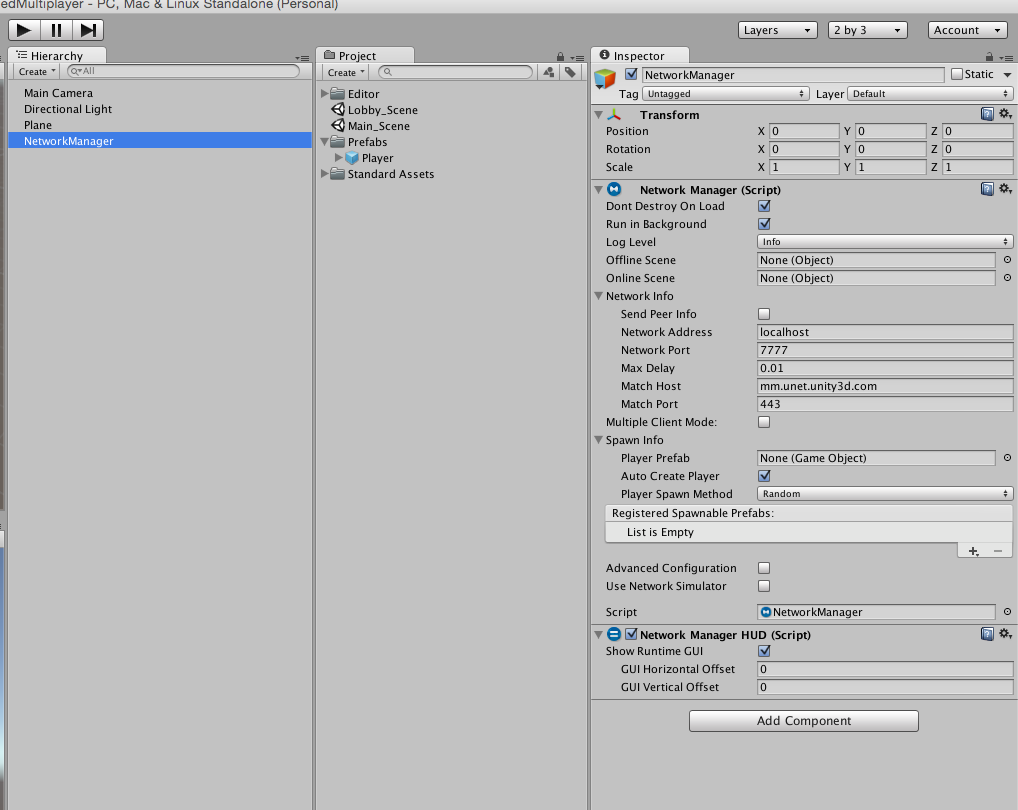 edMultiplayer - PC, Mac & Linux Standalone (Personal)
Layers 2 by 3 Account
Hierarchy
Create All
Main Camera
Directional Light
Plane
NetworkManager
Project
Create
Editor
Lobby_Scene
Main_Scene
Prefabs
Player
Standard Assets
Inspector
NetworkManager Static
Tag Untagged Layer Default
Transform
Position X 0 Y 0 Z 0
Rotation X 0 Y 0 Z 0
Scale X 1 Y 1 Z 1
Network Manager (Script)
Dont Destroy On Load
Run in Background
Log Level Info
Offline Scene None (Object)
Online Scene None (Object)
Network Info
Send Peer Info
Network Address localhost
Network Port 7777
Max Delay 0.01
Match Host mm.unet.unity3d.com
Match Port 443
Multiple Client Mode:
Spawn Info
Player Prefab None (Game Object)
Auto Create Player
Player Spawn Method Random
Registered Spawnable Prefabs:
List is Empty
Advanced Configuration
Use Network Simulator
Script NetworkManager
Network Manager HUD (Script)
Show Runtime GUI
GUI Horizontal Offset 0
GUI Vertical Offset 0
Add Component